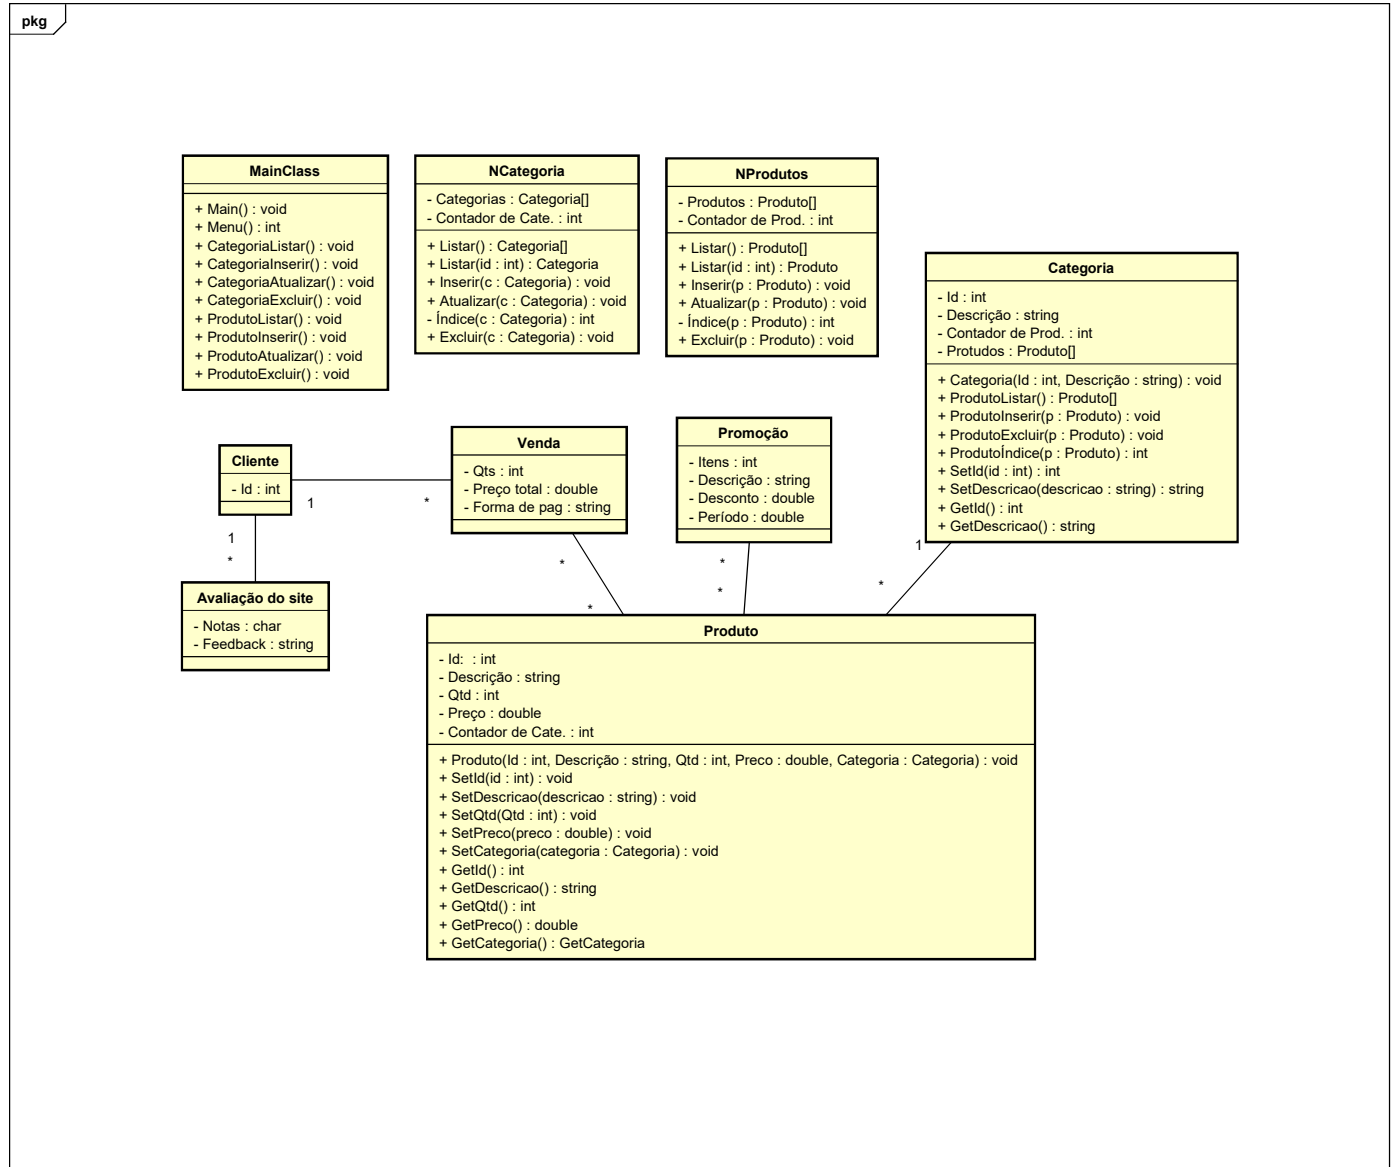 pkg
MainClass
+ Main() : void
+ Menu() : int
+ CategoriaListar() : void
+ CategoriaInserir() : void
+ CategoriaAtualizar() : void
+ CategoriaExcluir() : void
+ ProdutoListar() : void
+ ProdutoInserir() : void
+ ProdutoAtualizar() : void
+ ProdutoExcluir() : void
NCategoria
- Categorias : Categoria[]
- Contador de Cate. : int
+ Listar() : Categoria[]
+ Listar(id : int) : Categoria
+ Inserir(c : Categoria) : void
+ Atualizar(c : Categoria) : void
- Índice(c : Categoria) : int
+ Excluir(c : Categoria) : void
NProdutos
- Produtos : Produto[]
- Contador de Prod. : int
+ Listar() : Produto[]
+ Listar(id : int) : Produto
+ Inserir(p : Produto) : void
+ Atualizar(p : Produto) : void
- Índice(p : Produto) : int
+ Excluir(p : Produto) : void
Categoria
- Id : int
- Descrição : string
- Contador de Prod. : int
- Protudos : Produto[]
+ Categoria(Id : int, Descrição : string) : void
+ ProdutoListar() : Produto[]
+ ProdutoInserir(p : Produto) : void
+ ProdutoExcluir(p : Produto) : void
+ ProdutoÍndice(p : Produto) : int
+ SetId(id : int) : int
+ SetDescricao(descricao : string) : string
+ GetId() : int
+ GetDescricao() : string
Cliente
- Id : int
1
*
Venda
- Qts : int
- Preço total : double
- Forma de pag : string
Promoção
- Itens : int
- Descrição : string
- Desconto : double
- Período : double
1
*
*
*
*
*
1
*
Avaliação do site
- Notas : char
- Feedback : string
Produto
- Id: : int
- Descrição : string
- Qtd : int
- Preço : double
- Contador de Cate. : int
+ Produto(Id : int, Descrição : string, Qtd : int, Preco : double, Categoria : Categoria) : void
+ SetId(id : int) : void
+ SetDescricao(descricao : string) : void
+ SetQtd(Qtd : int) : void
+ SetPreco(preco : double) : void
+ SetCategoria(categoria : Categoria) : void
+ GetId() : int
+ GetDescricao() : string
+ GetQtd() : int
+ GetPreco() : double
+ GetCategoria() : GetCategoria